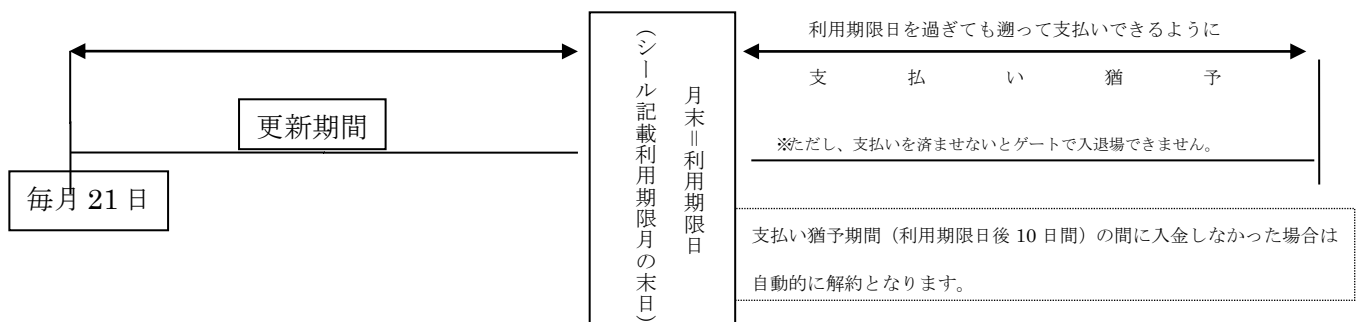 更新期間
毎月 21 日
月末＝利用期限日
（シール記載利用期限月の末日）
利用期限日を過ぎても遡って支払いできるように
支払い猶予
※ただし、支払いを済ませないとゲートで入退場できません。
支払い猶予期間（利用期限日後 10 日間）の間に入金しなかった場合は
自動的に解約となります。